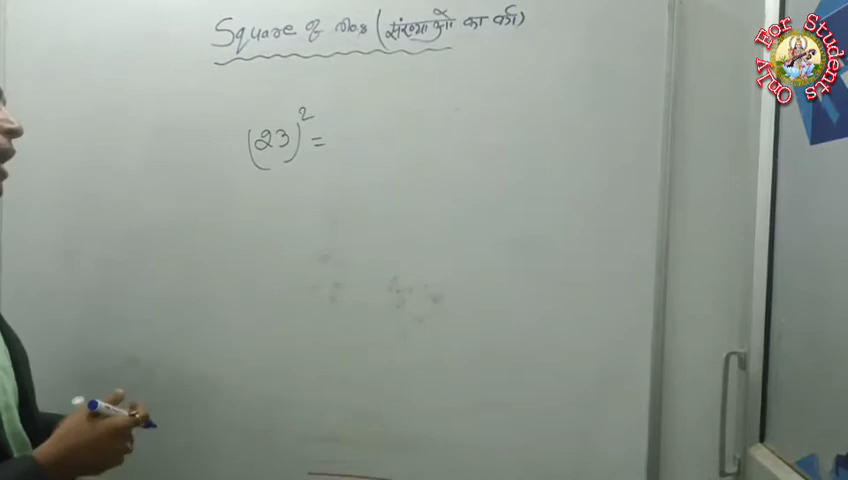 Square of Nos (संख्याओं का वर्ग)
(23)² =
Only For Students